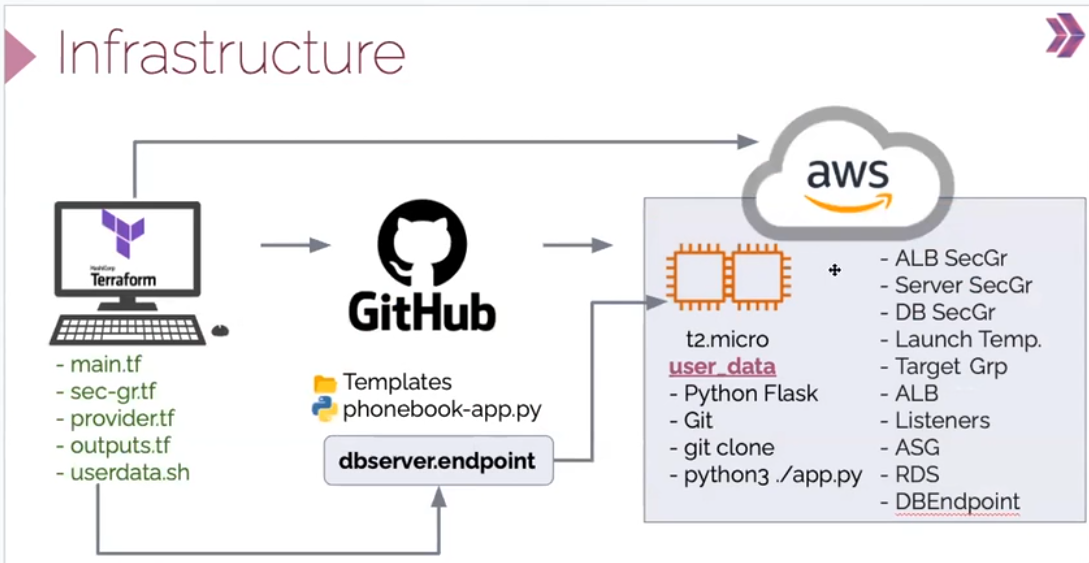 Infrastructure
aws
HashiCorp
Terraform
GitHub
- main.tf
- sec-gr.tf
- provider.tf
- outputs.tf
- userdata.sh
Templates
phonebook-app.py
dbserver.endpoint
t2.micro
user_data
- Python Flask
- Git
- git clone
- python3 ./app.py
- ALB SecGr
- Server SecGr
- DB SecGr
- Launch Temp.
- Target Grp
- ALB
- Listeners
- ASG
- RDS
- DBEndpoint